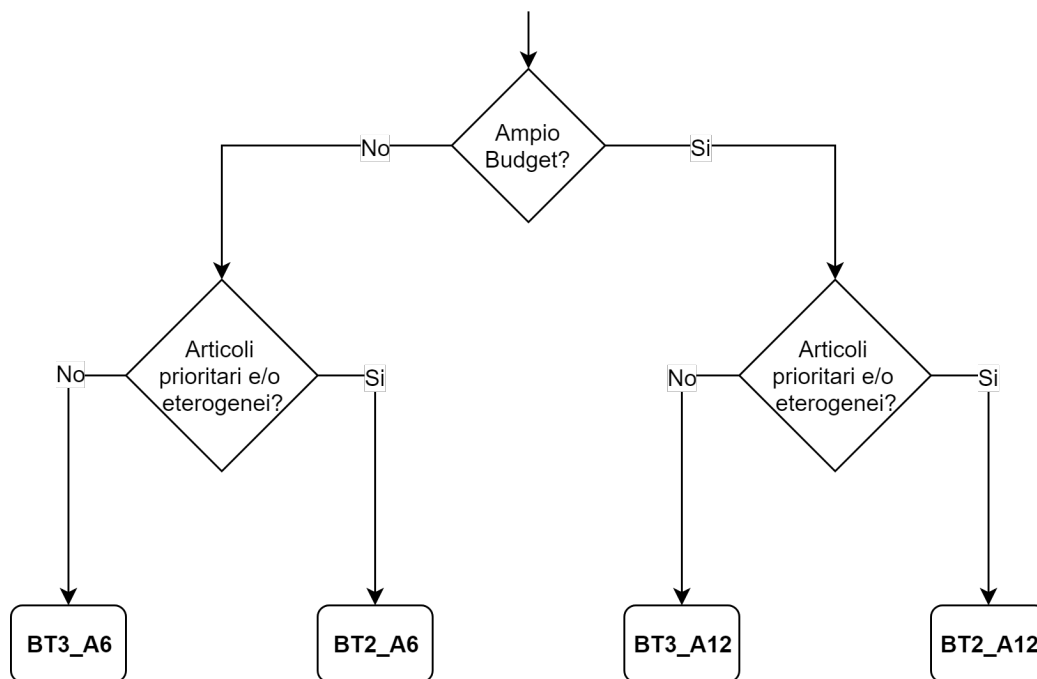 Ampio
Budget?
No
Si
Articoli
prioritari e/o
eterogenei?
No
Si
Articoli
prioritari e/o
eterogenei?
No
Si
BT3_A6
BT2_A6
BT3_A12
BT2_A12